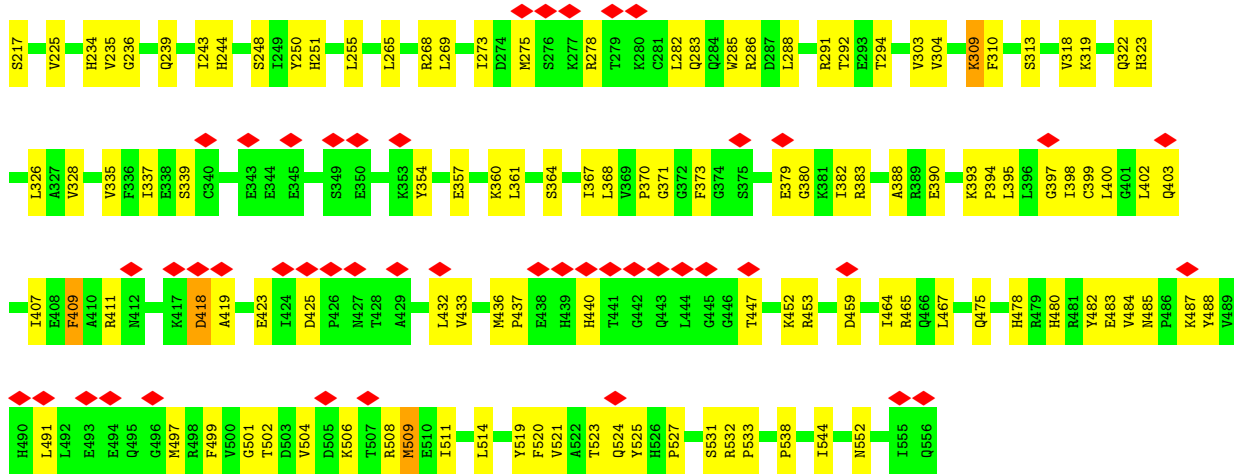 S217 V225 H234 V235 G236 Q239 I243 H244 S248 I249 Y250 H251 L255 L265 R268 L269 I273 D274 M275 S276 K277 R278 T279 K280 C281 L282 Q283 Q284 W285 R286 D287 L288 R291 T292 E293 T294 V303 V304 K309 F310 S313 V318 K319 Q322 H323
L326 A327 V328 V335 F336 I337 E338 S339 C340 E343 E344 E345 S349 E350 K353 Y354 E357 K360 L361 S364 I367 L368 V369 P370 G371 G372 F373 G374 S375 E379 G380 K381 I382 R383 A388 R389 E390 K393 P394 L395 L396 G397 I398 C399 L400 G401 L402 Q403
I407 E408 F409 A410 R411 N412 K417 D418 A419 E423 I424 D425 P426 N427 T428 A429 L432 V433 M436 P437 E438 H439 H440 T441 G442 Q443 L444 G445 G446 T447 K452 R453 D459 I464 R465 Q466 L467 Q475 H478 R479 H480 R481 Y482 E483 V484 N485 P486 K487 Y488 V489
H490 L491 L492 E493 E494 Q495 G496 M497 R498 F499 V500 G501 T502 D503 V504 D505 K506 T507 R508 M509 E510 I511 L514 Y519 F520 V521 A522 T523 Q524 Y525 H526 P527 S531 R532 P533 P538 I544 N552 I555 Q556